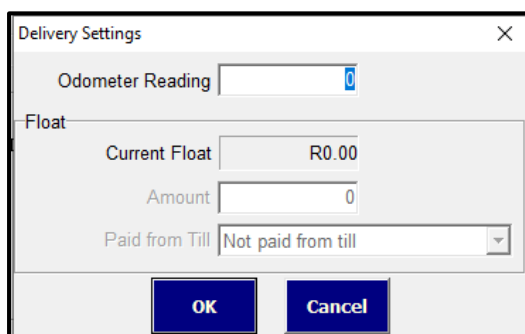 Delivery Settings
Odometer Reading 0
Float
Current Float R0.00
Amount 0
Paid from Till Not paid from till
OK Cancel